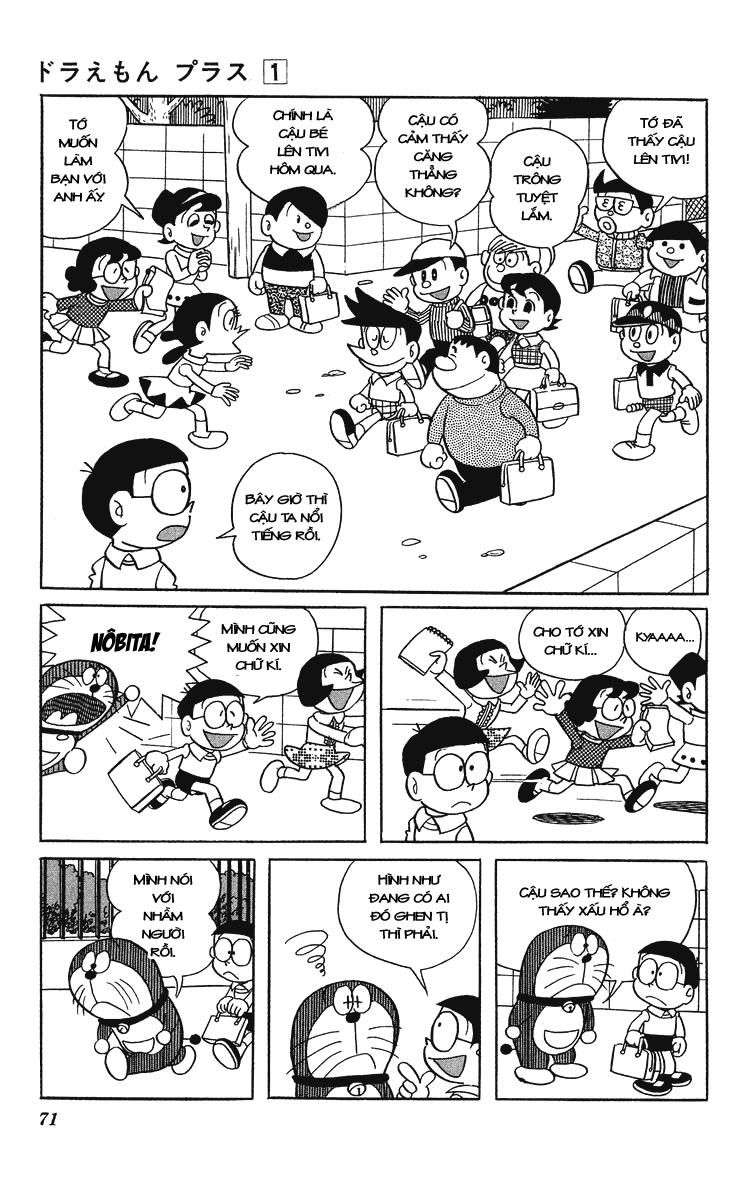 ドラえもん プラス 1
TỚ ĐÃ
THẤY CẬU
LÊN TIVI!
CẬU
TRÔNG
TUYỆT
LẮM.
CẬU CÓ
CẢM THẤY
CĂNG
THẲNG
KHÔNG?
CHÍNH LÀ
CẬU BÉ
LÊN TIVI
HÔM QUA.
TỚ
MUỐN
LÀM
BẠN VỚI
ANH ẤY.
BÂY GIỜ THÌ
CẬU TA NỔI
TIẾNG RỒI.
KYAAAA...
CHO TỚ XIN
CHỮ KÍ...
MÌNH CŨNG
MUỐN XIN
CHỮ KÍ.
NÔBITA!
CẬU SAO THẾ? KHÔNG
THẤY XẤU HỔ À?
HÌNH NHƯ
ĐANG CÓ AI
ĐÓ GHEN TỊ
THÌ PHẢI.
MÌNH NÓI
VỚI
NHẦM
NGƯỜI
RỒI.
71